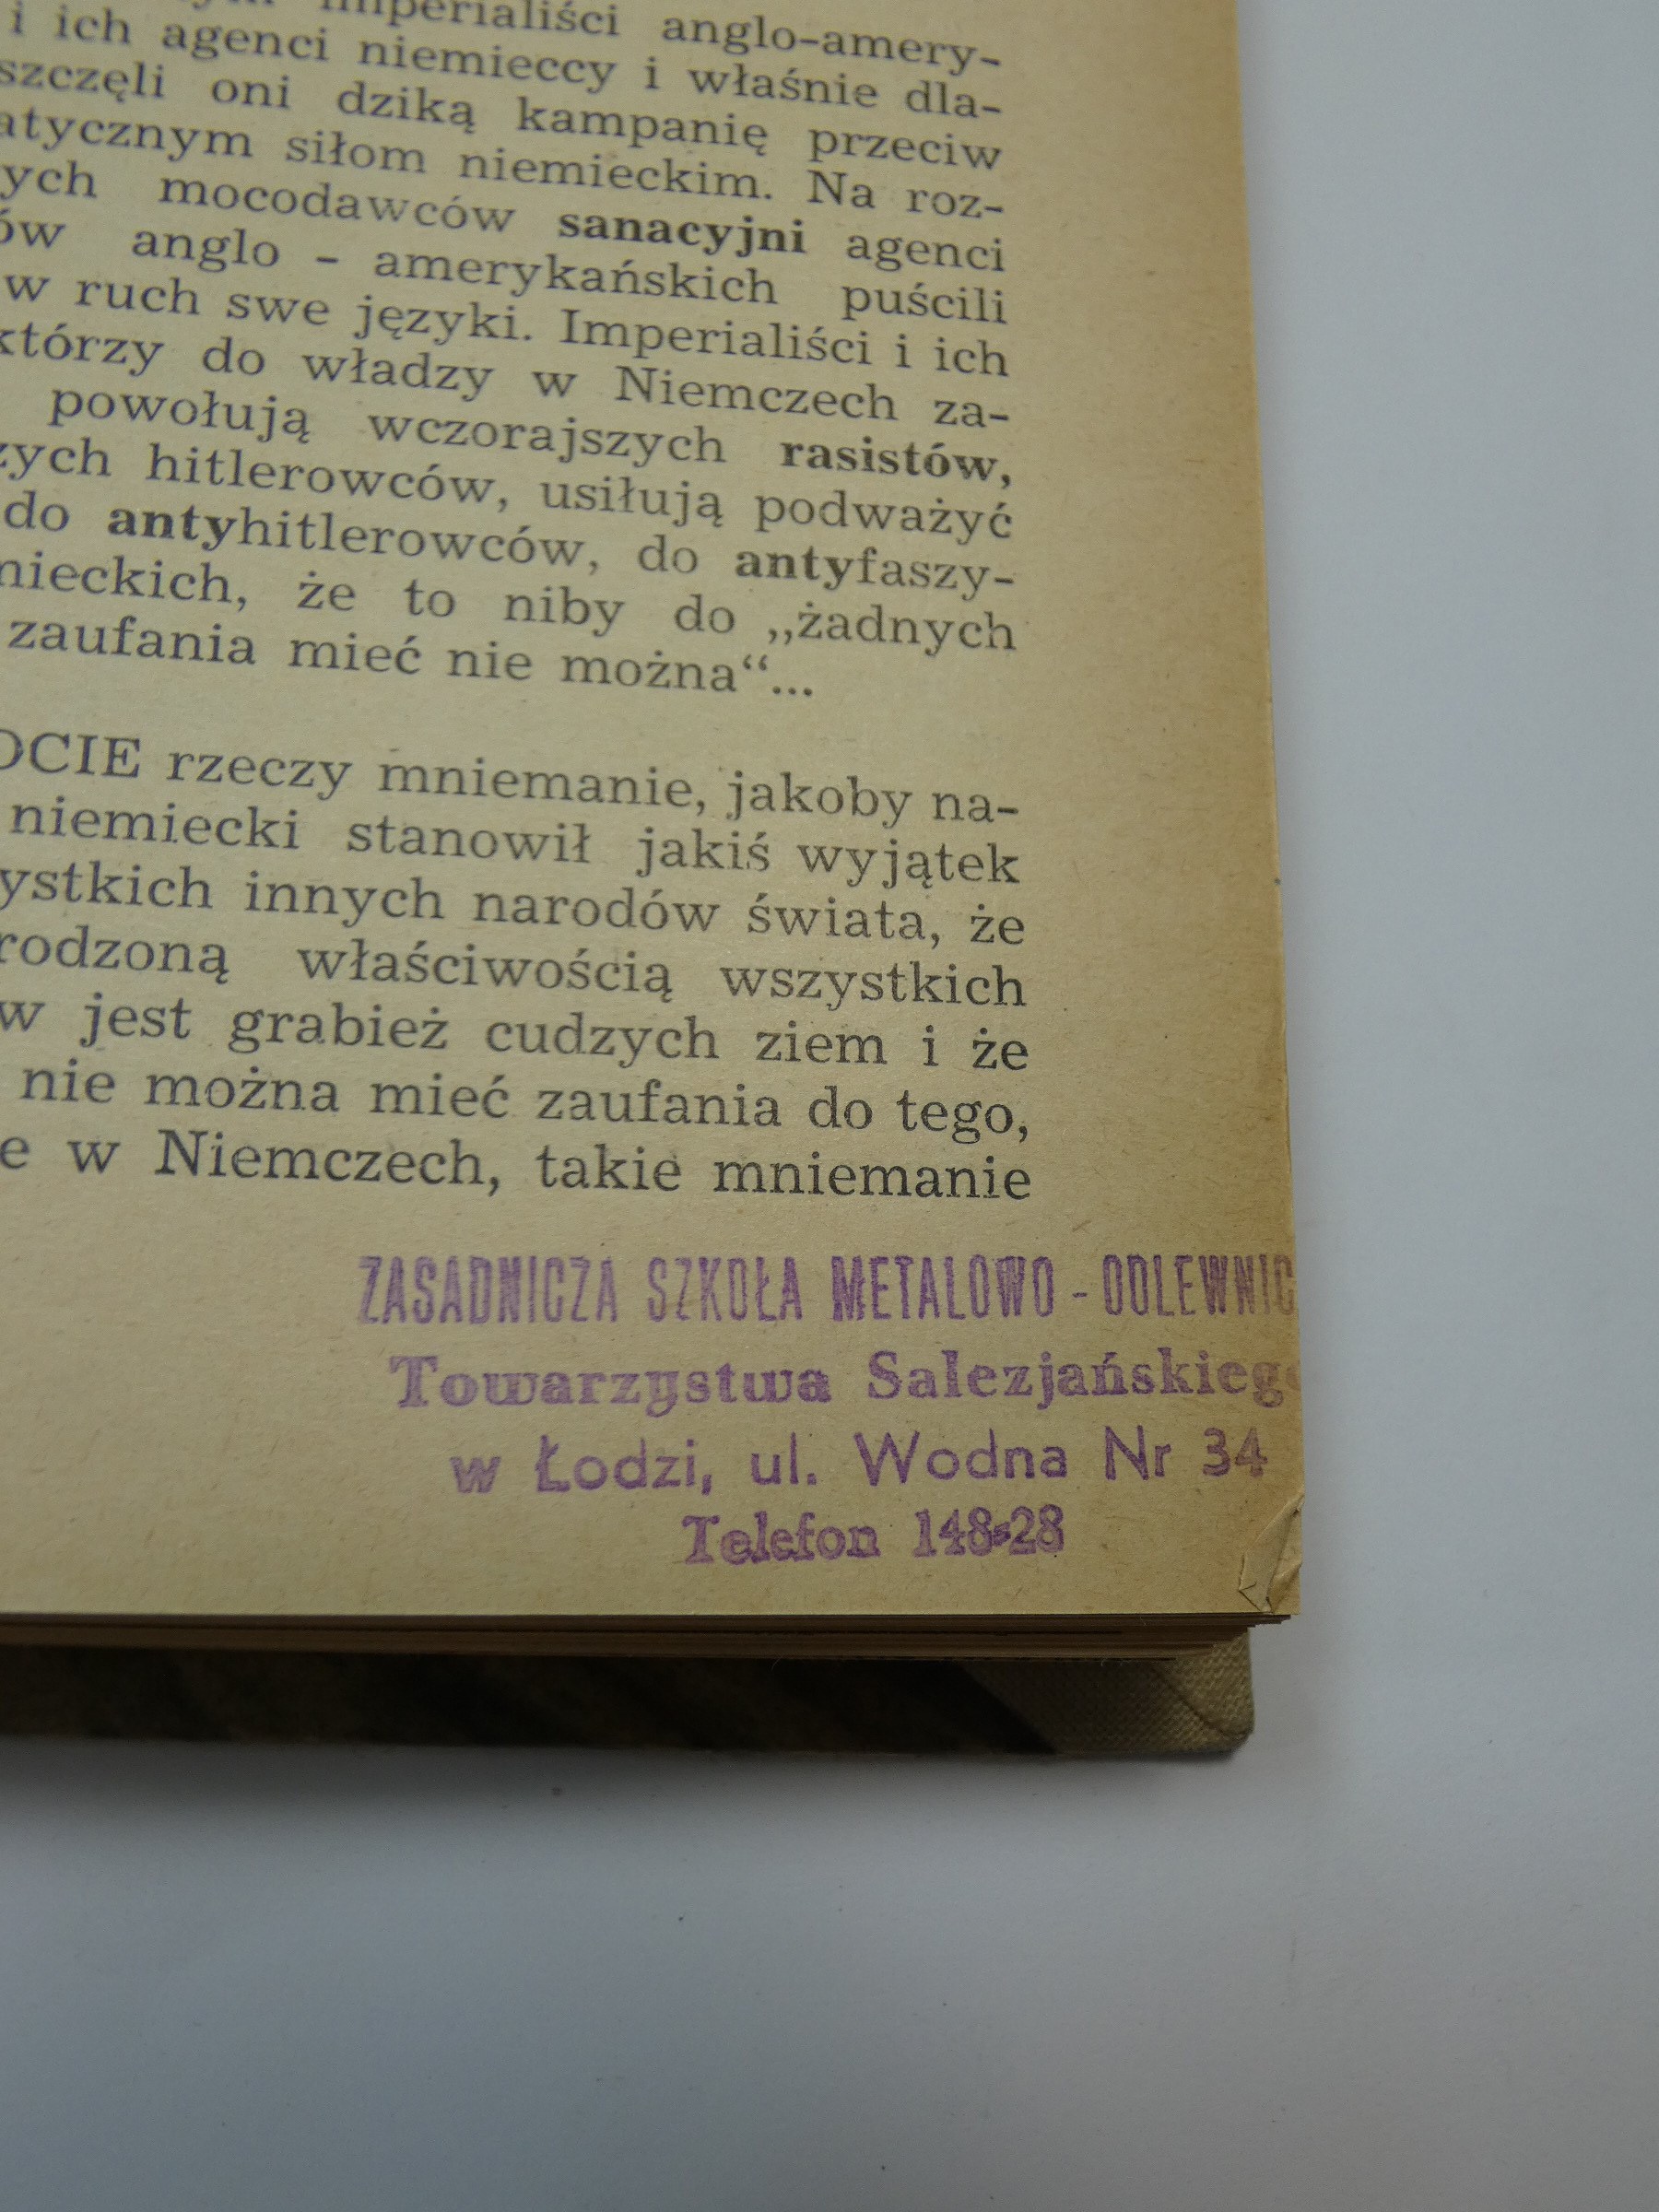 imperialiści anglo-amery-
i ich agenci niemieccy i właśnie dla-
szczęli oni dziką kampanię przeciw
atycznym siłom niemieckim. Na roz-
ych mocodawców sanacyjni agenci
ów anglo - amerykańskich puścili
w ruch swe języki. Imperialiści i ich
którzy do władzy w Niemczech za-
powołują wczorajszych rasistów,
zych hitlerowców, usiłują podważyć
do antyhitlerowców, do antyfaszy-
mieckich, że to niby do „żadnych
zaufania mieć nie można“...
OCIE rzeczy mniemanie, jakoby na-
niemiecki stanowił jakiś wyjątek
ystkich innych narodów świata, że
rodzoną właściwością wszystkich
w jest grabież cudzych ziem i że
nie można mieć zaufania do tego,
e w Niemczech, takie mniemanie
ZASADNICZA SZKOŁA METALOWO - ODLEWNIC
Towarzystwa Salezjańskiego
w Łodzi, ul. Wodna Nr 34
Telefon 148-28